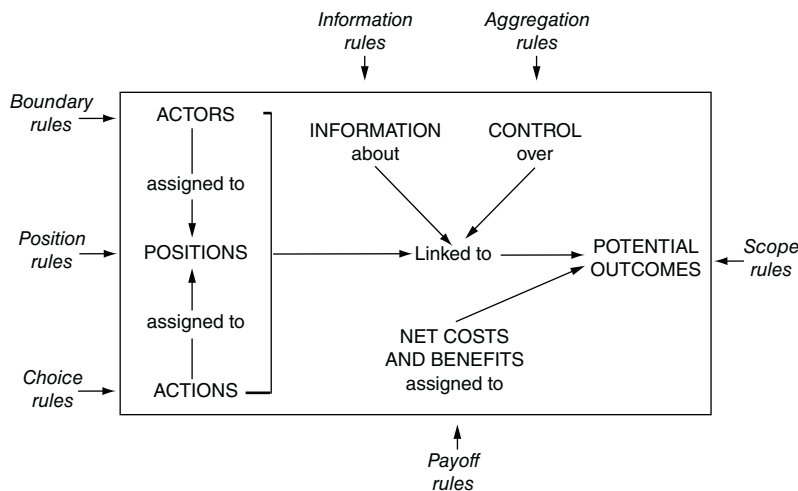 Information
rules
Aggregation
rules
Boundary
rules
ACTORS
INFORMATION
about
CONTROL
over
assigned to
Position
rules
POSITIONS
Linked to
POTENTIAL
OUTCOMES
Scope
rules
assigned to
NET COSTS
AND BENEFITS
assigned to
Choice
rules
ACTIONS
Payoff
rules